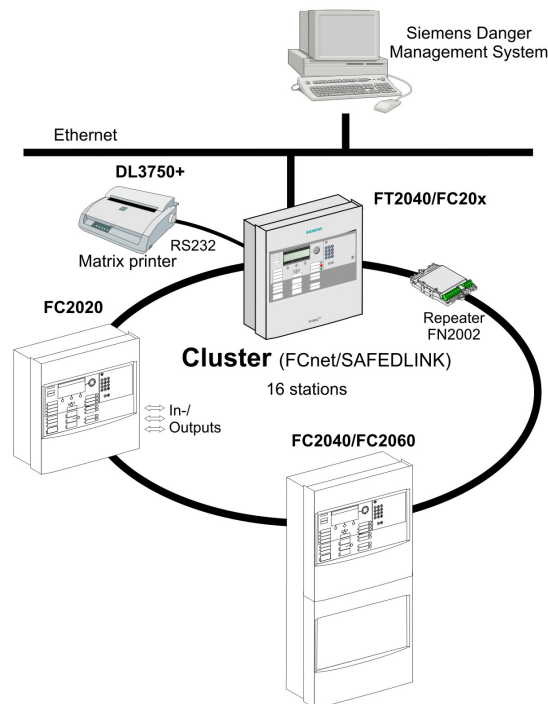 Siemens Danger
Management System
Ethernet
DL3750+
FT2040/FC20x
SIEMENS
RS232
Matrix printer
FC2020
Repeater
FN2002
Cluster (FCnet/SAFEDLINK)
16 stations
In-/
Outputs
FC2040/FC2060